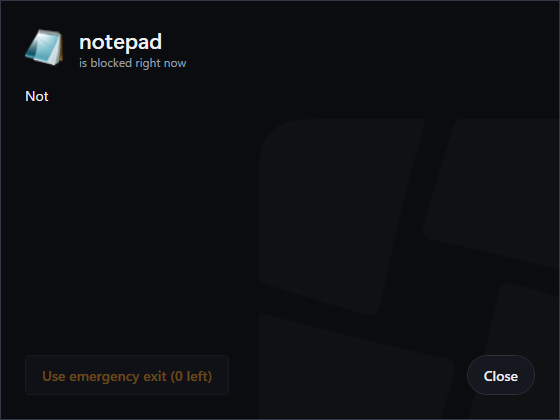 notepad
is blocked right now
Not
Use emergency exit (0 left)
Close